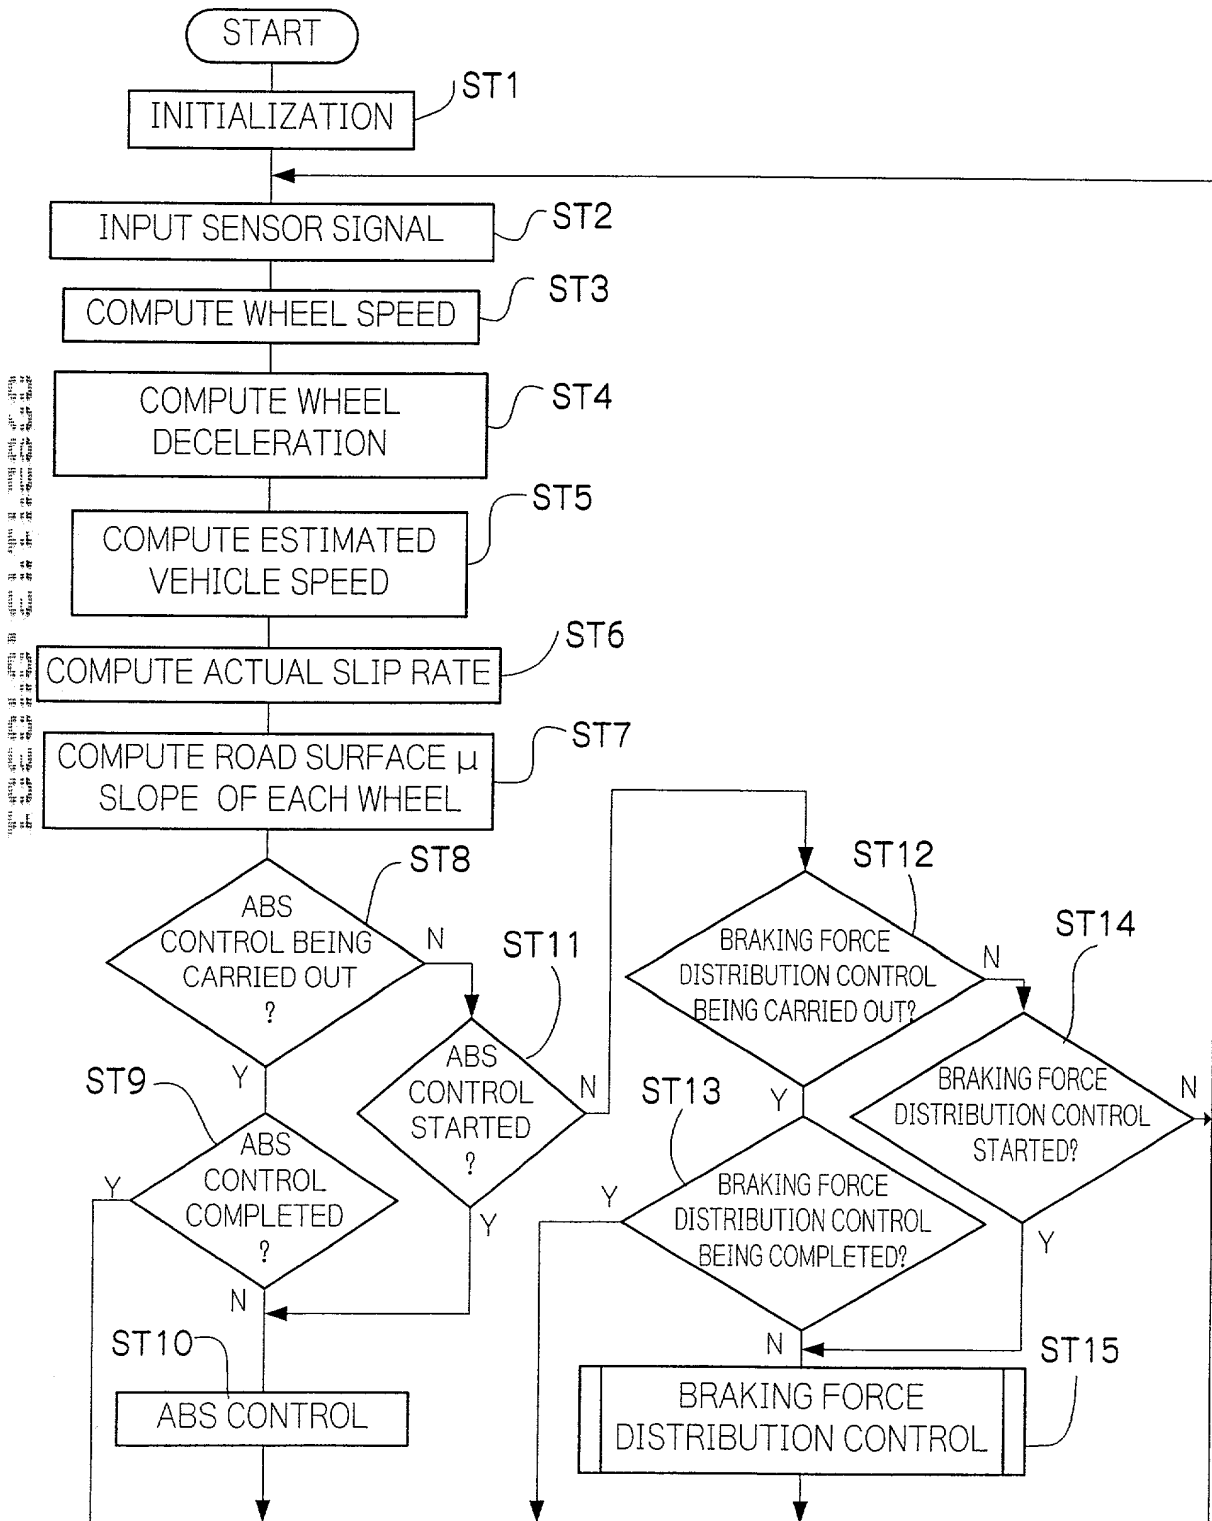 START
ST1
INITIALIZATION
ST2
INPUT SENSOR SIGNAL
ST3
COMPUTE WHEEL SPEED
ST4
COMPUTE WHEEL
DECELERATION
ST5
COMPUTE ESTIMATED
VEHICLE SPEED
ST6
COMPUTE ACTUAL SLIP RATE
ST7
COMPUTE ROAD SURFACE μ
SLOPE OF EACH WHEEL
ST8
ABS
CONTROL BEING
CARRIED OUT
?
N
Y
ST9
ABS
CONTROL
COMPLETED
?
Y
N
ST10
ABS CONTROL
ST11
ABS
CONTROL
STARTED
?
N
Y
ST12
BRAKING FORCE
DISTRIBUTION CONTROL
BEING CARRIED OUT?
N
Y
ST13
BRAKING FORCE
DISTRIBUTION CONTROL
BEING COMPLETED?
Y
N
ST14
BRAKING FORCE
DISTRIBUTION CONTROL
STARTED?
N
Y
ST15
BRAKING FORCE
DISTRIBUTION CONTROL